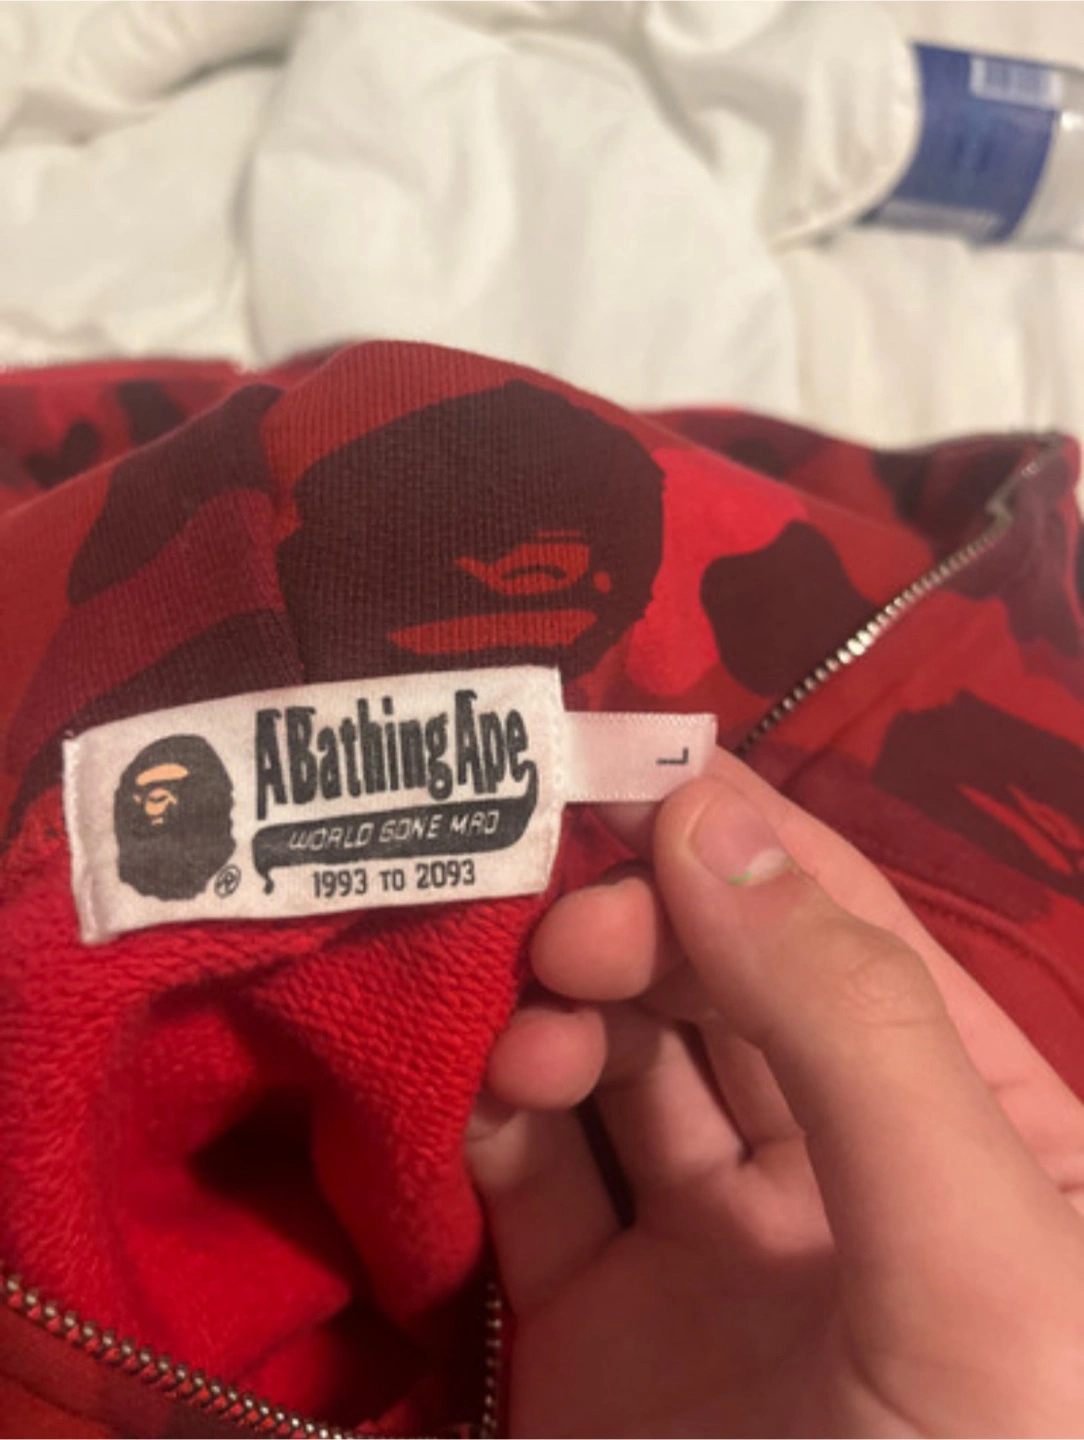 ABathingApe
WORLD GONE MAD
1993 TO 2093
L